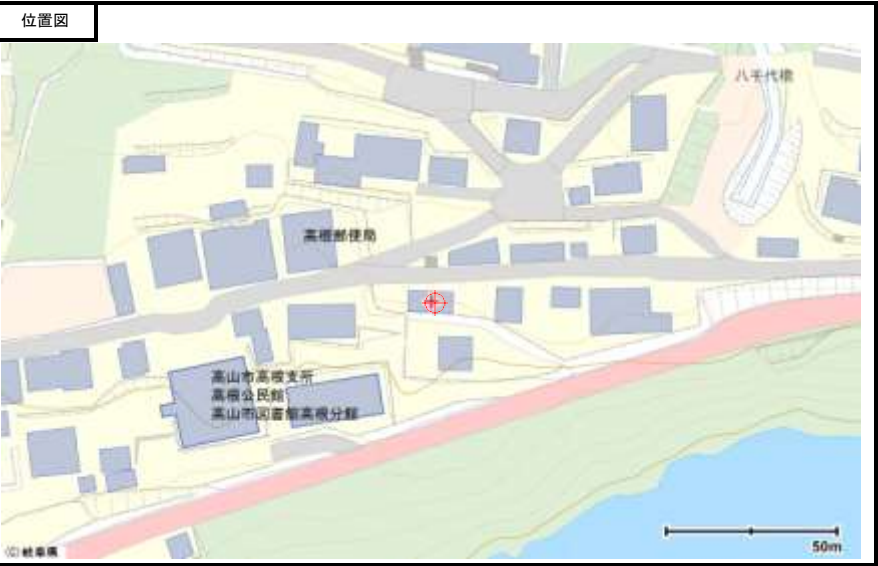 位置図
八千代橋
高根郵便局
高山市高根支所
高根公民館
高山市図書館高根分館
50m
(C) 岐阜県